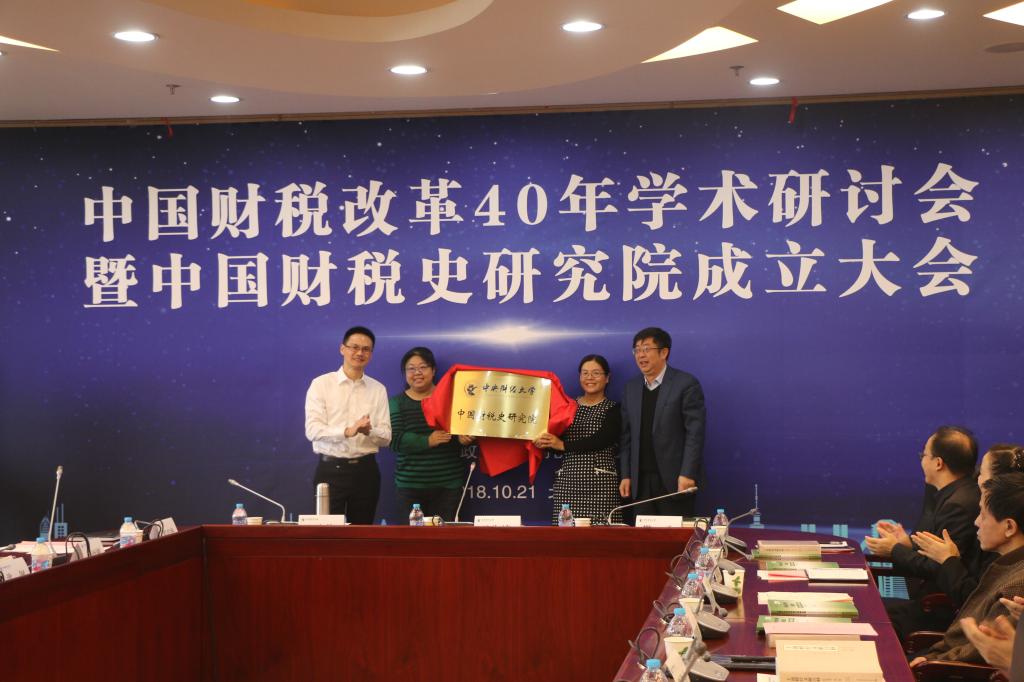 中国财税改革40年学术研讨会
暨中国财税史研究院成立大会
中央财经大学
中国财税史研究院
政
18.10.21